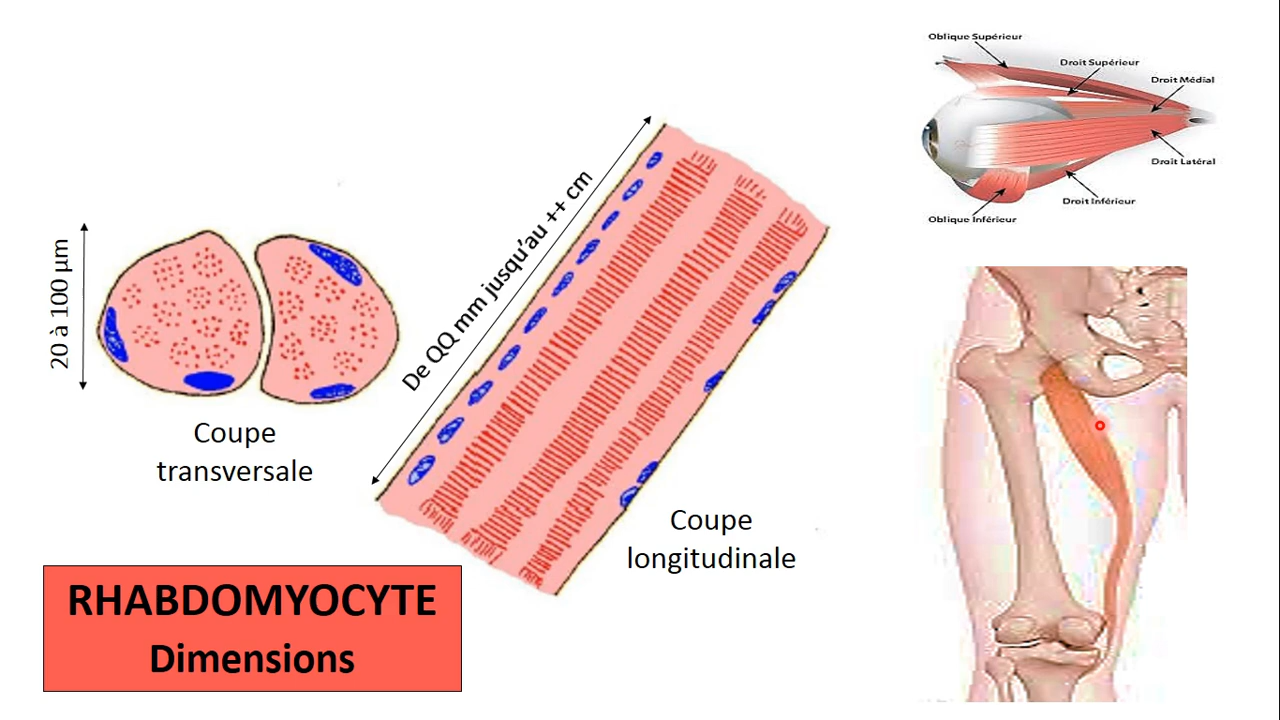 20 à 100 µm
Coupe
transversale
De QQ mm jusqu'au ++ cm
Coupe
longitudinale
RHABDOMYOCYTE
Dimensions
Oblique Supérieur
Droit Supérieur
Droit Médial
Droit Latéral
Droit Inférieur
Oblique Inférieur